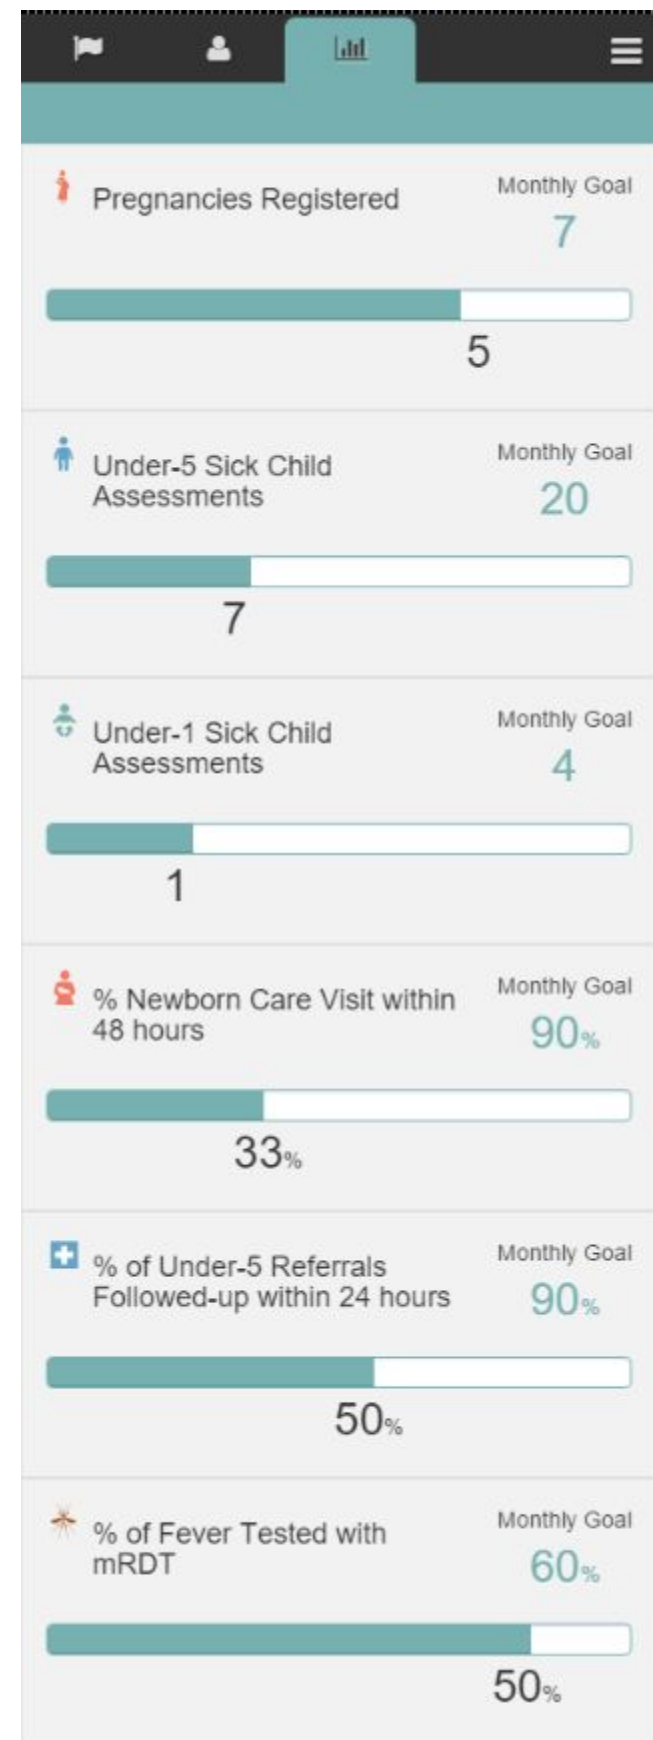 Pregnancies Registered
Monthly Goal
7
5
Under-5 Sick Child
Assessments
Monthly Goal
20
7
Under-1 Sick Child
Assessments
Monthly Goal
4
1
% Newborn Care Visit within
48 hours
Monthly Goal
90%
33%
% of Under-5 Referrals
Followed-up within 24 hours
Monthly Goal
90%
50%
% of Fever Tested with
mRDT
Monthly Goal
60%
50%